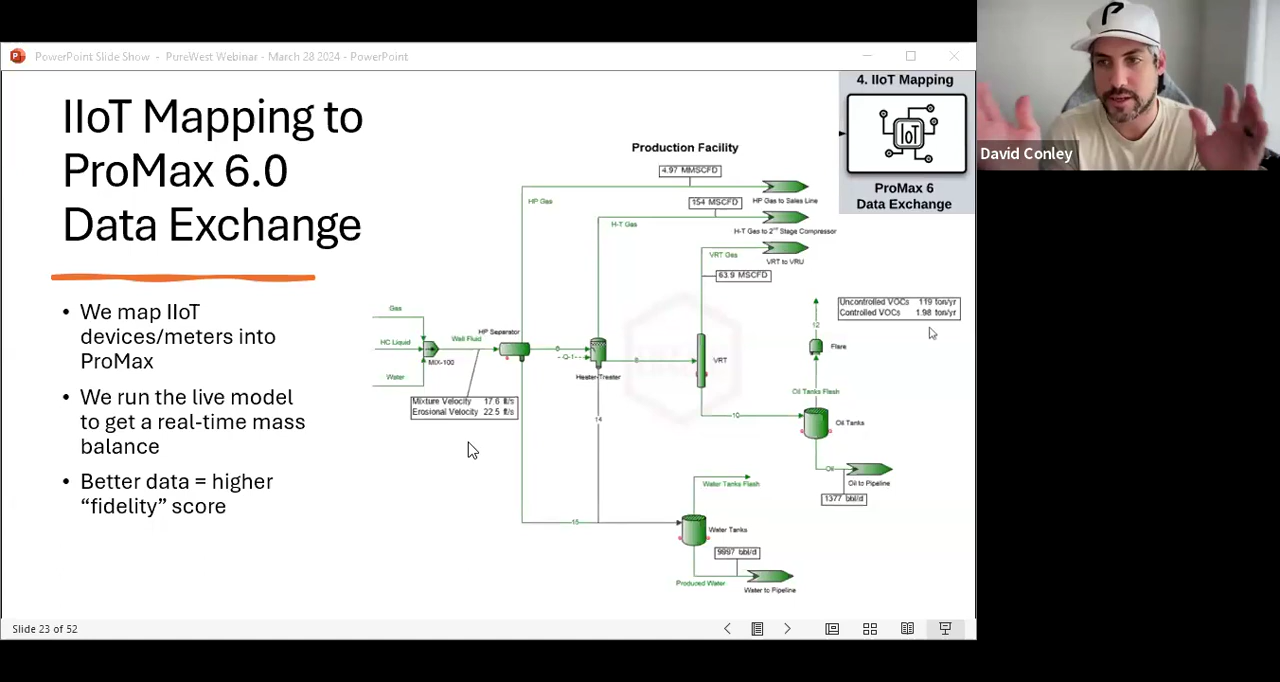 PowerPoint Slide Show - PureWest Webinar - March 28 2024 - PowerPoint
IIoT Mapping to
ProMax 6.0
Data Exchange
• We map IIoT
devices/meters into
ProMax
• We run the live model
to get a real-time mass
balance
• Better data = higher
“fidelity” score
4. IIoT Mapping
IoT
ProMax 6
Data Exchange
David Conley
Production Facility
4.97 MMSCFD
HP Gas
HP Gas to Sales Line
154 MSCFD
H-T Gas
H-T Gas to 2nd Stage Compressor
VRT Gas
VRT to VRU
63.9 MSCFD
Uncontrolled VOCs 119 ton/yr
Controlled VOCs 1.98 ton/yr
12
Flare
Gas
HP Separator
HC Liquid
Well Fluid
MIX-100
Water
Q-1
Heater-Treater
VRT
Mixture Velocity 17.6 ft/s
Erosional Velocity 22.5 ft/s
Oil Tanks Flash
14
10
Oil Tanks
Oil
Oil to Pipeline
1377 bbl/d
Water Tanks Flash
15
Water Tanks
9997 bbl/d
Produced Water
Water to Pipeline
Slide 23 of 52